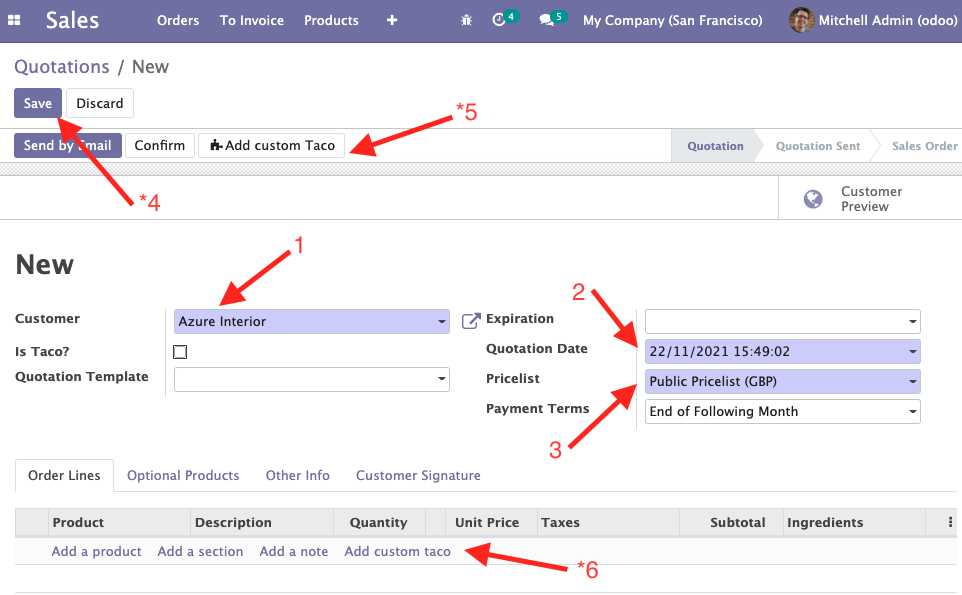 Sales Orders To Invoice Products + 4 5 My Company (San Francisco) Mitchell Admin (odoo)
Quotations / New
Save Discard
*5
Send by Email Confirm Add custom Taco Quotation Quotation Sent Sales Order
*4
Customer
Preview
1
New
2
Customer Azure Interior Expiration
Is Taco? Quotation Date 22/11/2021 15:49:02
Quotation Template Pricelist Public Pricelist (GBP)
Payment Terms End of Following Month
3
Order Lines Optional Products Other Info Customer Signature
Product Description Quantity Unit Price Taxes Subtotal Ingredients
Add a product Add a section Add a note Add custom taco
*6